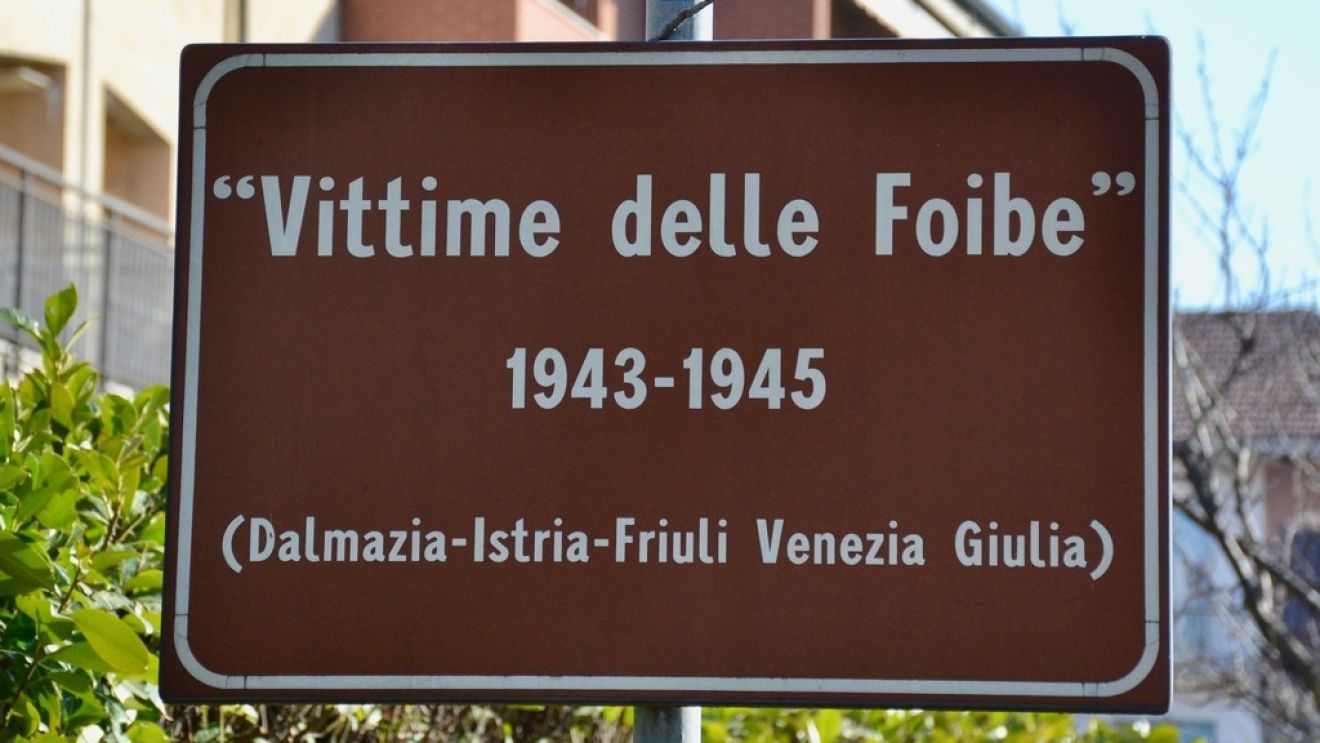 “Vittime delle Foibe”
1943-1945
(Dalmazia-Istria-Friuli Venezia Giulia)